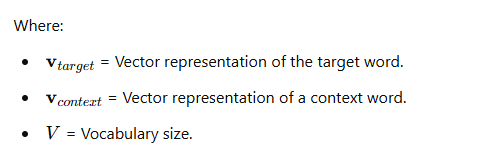 Where:
• v_target = Vector representation of the target word.
• v_context = Vector representation of a context word.
• V = Vocabulary size.